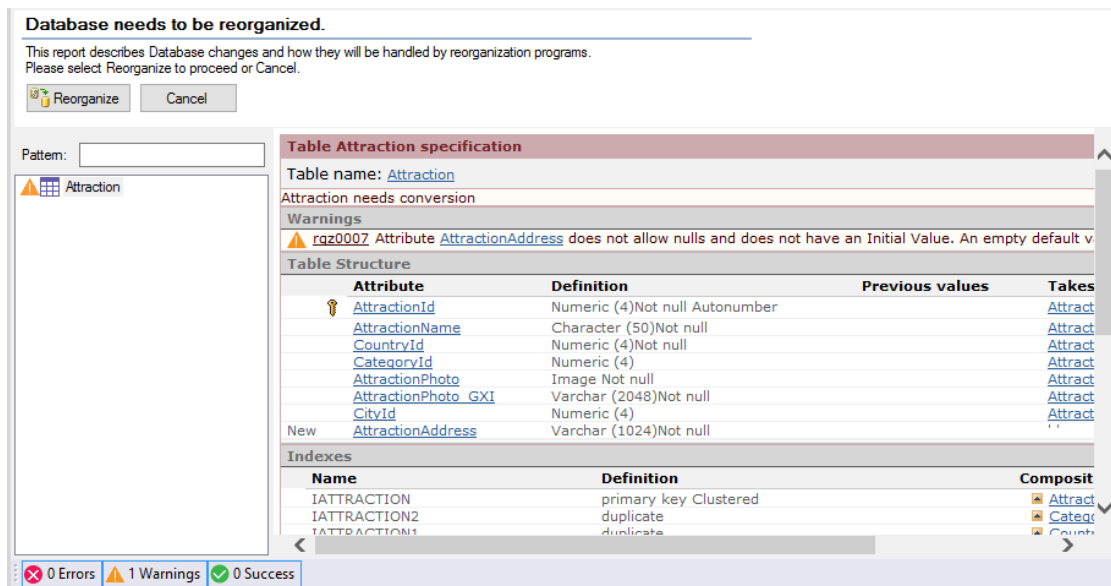 Database needs to be reorganized.
This report describes Database changes and how they will be handled by reorganization programs.
Please select Reorganize to proceed or Cancel.
Reorganize Cancel
Pattern:
Attraction
Table Attraction specification
Table name: Attraction
Attraction needs conversion
Warnings
rgz0007 Attribute AttractionAddress does not allow nulls and does not have an Initial Value. An empty default v
Table Structure
Attribute Definition Previous values Takes
AttractionId Numeric (4)Not null Autonumber Attract
AttractionName Character (50)Not null Attract
CountryId Numeric (4)Not null Attract
CategoryId Numeric (4) Attract
AttractionPhoto Image Not null Attract
AttractionPhoto_GXI Varchar (2048)Not null Attract
CityId Numeric (4) Attract
New AttractionAddress Varchar (1024)Not null
Indexes
Name Definition Composit
IATTRACTION primary key Clustered Attract
IATTRACTION2 duplicate Catego
IATTRACTION1 duplicate Countr
0 Errors 1 Warnings 0 Success